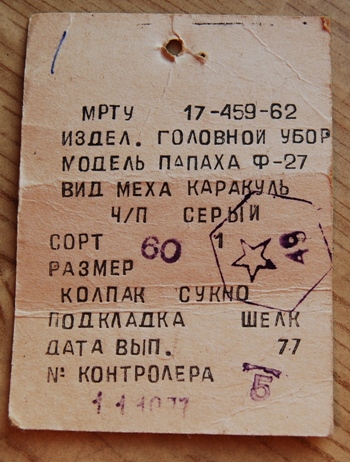 МРТУ 17-459-62
ИЗДЕЛ. ГОЛОВНОЙ УБОР
МОДЕЛЬ ПАПАХА Ф-27
ВИД МЕХА КАРАКУЛЬ
Ч/П СЕРЫЙ
СОРТ 60 1 49
РАЗМЕР
КОЛПАК СУКНО
ПОДКЛАДКА ШЕЛК
ДАТА ВЫП. 77
№ КОНТРОЛЕРА 5